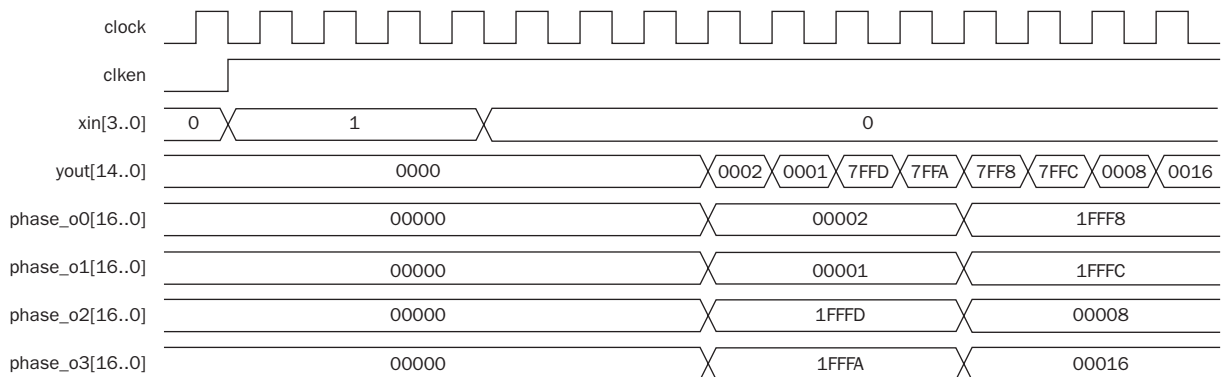 clock
clken
xin[3..0] 0 1 0
yout[14..0] 0000 0002 0001 7FFD 7FFA 7FF8 7FFC 0008 0016
phase_o0[16..0] 00000 00002 1FFF8
phase_o1[16..0] 00000 00001 1FFFC
phase_o2[16..0] 00000 1FFFD 00008
phase_o3[16..0] 00000 1FFFA 00016